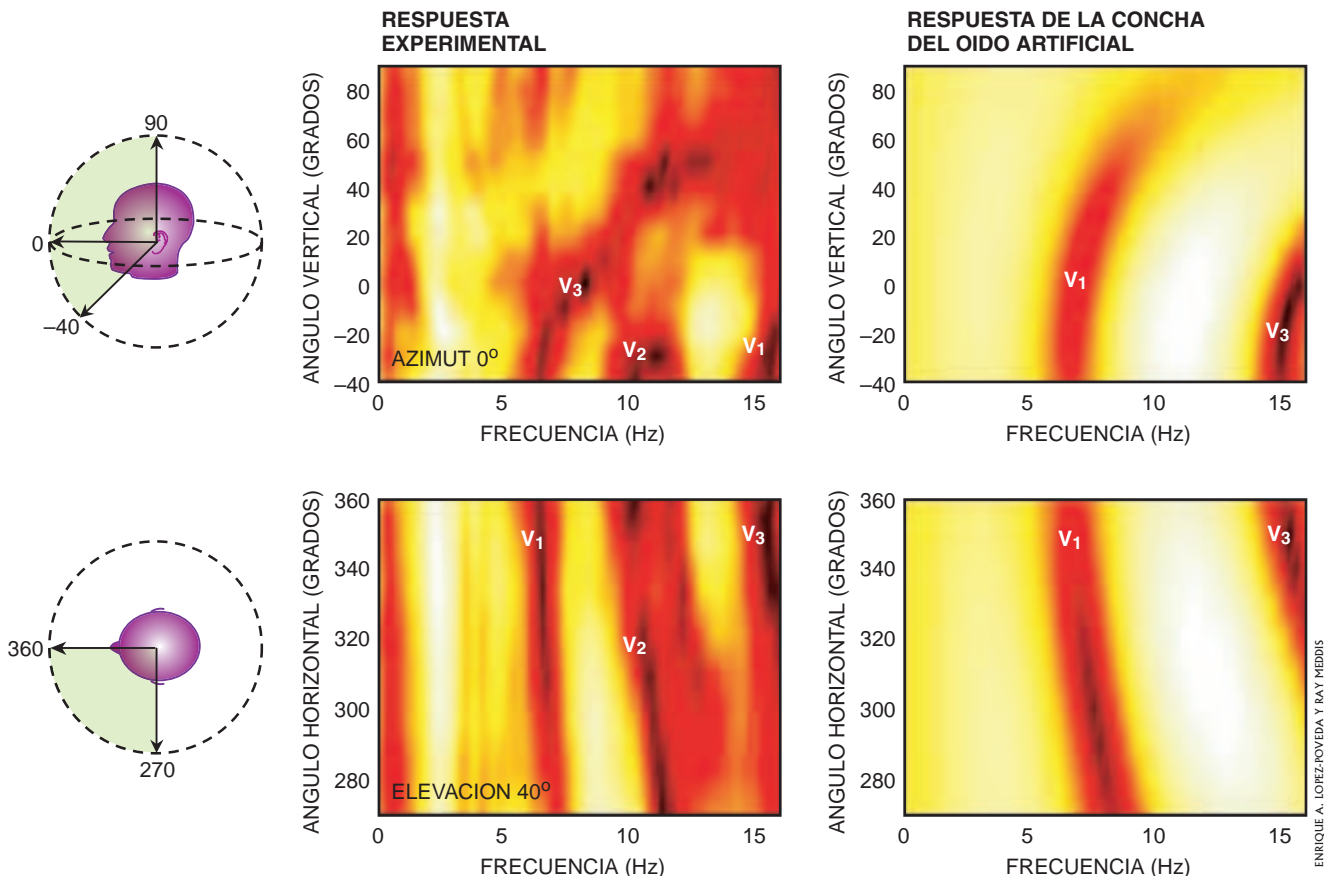 RESPUESTA
EXPERIMENTAL
RESPUESTA DE LA CONCHA
DEL OIDO ARTIFICIAL
90
0
–40
ANGULO VERTICAL (GRADOS)
80
60
40
20
0
–20
–40
V3
V2
V1
AZIMUT 0º
0
5
10
15
FRECUENCIA (Hz)
ANGULO VERTICAL (GRADOS)
80
60
40
20
0
–20
–40
V1
V3
0
5
10
15
FRECUENCIA (Hz)
360
270
ANGULO HORIZONTAL (GRADOS)
360
340
320
300
280
V1
V3
V2
ELEVACION 40º
0
5
10
15
FRECUENCIA (Hz)
ANGULO HORIZONTAL (GRADOS)
360
340
320
300
280
V1
V3
0
5
10
15
FRECUENCIA (Hz)
ENRIQUE A. LOPEZ-POVEDA Y RAY MEDDIS